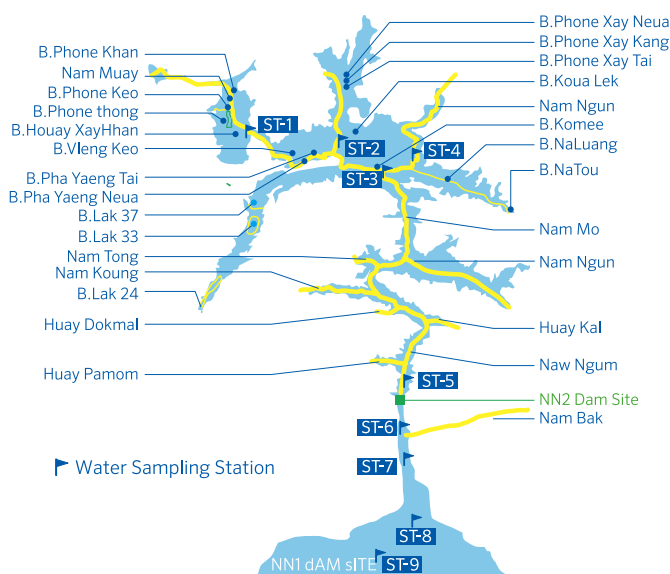 B.Phone Khan
Nam Muay
B.Phone Keo
B.Phone thong
B.Houay XayHhan
B.Vleng Keo
B.Pha Yaeng Tai
B.Pha Yaeng Neua
B.Lak 37
B.Lak 33
Nam Tong
Nam Koung
B.Lak 24
Huay Dokmal
Huay Pamom
B.Phone Xay Neua
B.Phone Xay Kang
B.Phone Xay Tai
B.Koua Lek
Nam Ngun
B.Komee
B.NaLuang
B.NaTou
Nam Mo
Nam Ngun
Huay Kal
Naw Ngum
NN2 Dam Site
Nam Bak
ST-1
ST-2
ST-3
ST-4
ST-5
ST-6
ST-7
ST-8
NN1 dAM sITE
ST-9
Water Sampling Station